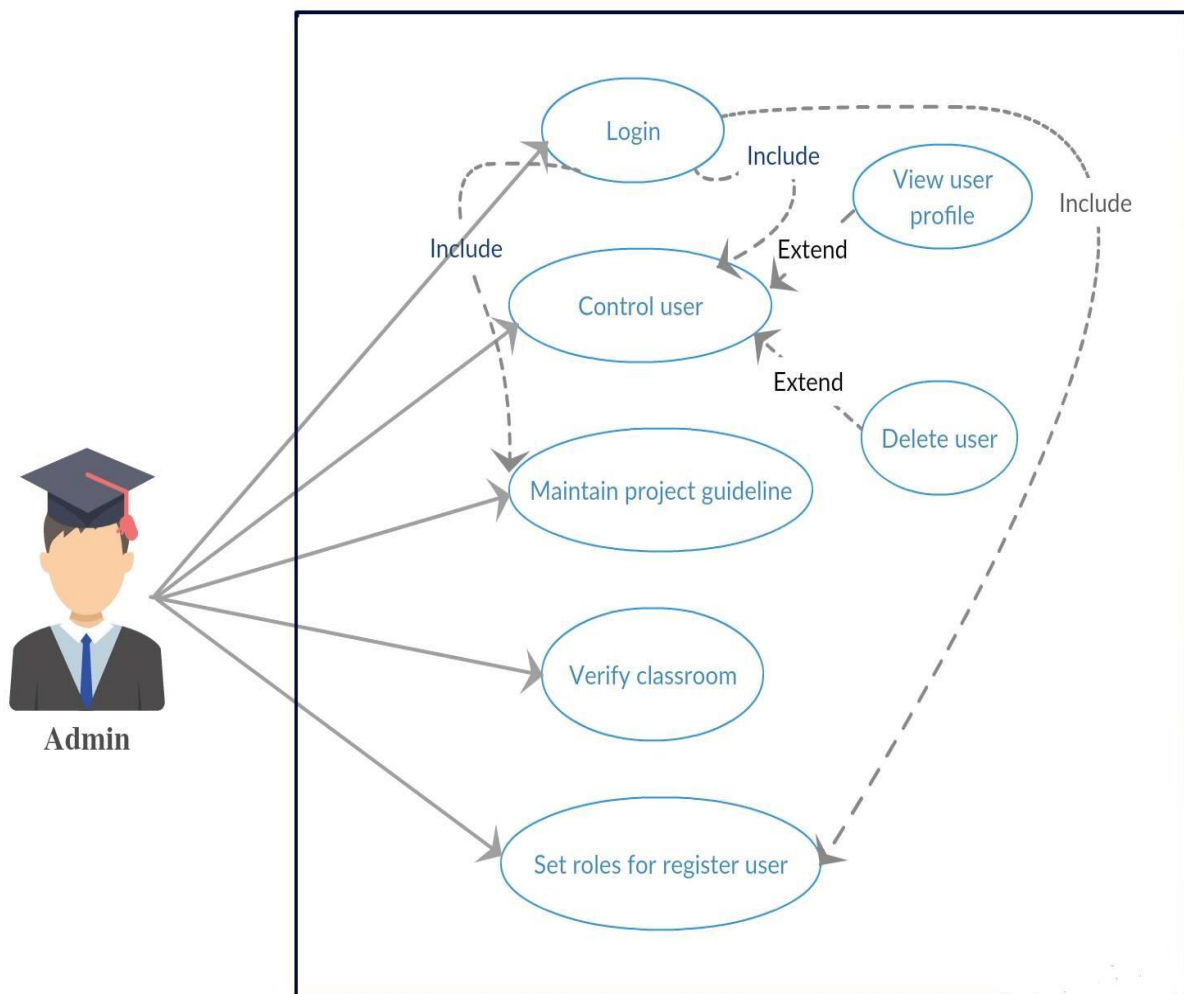 Login
Include
View user
profile
Include
Include
Extend
Control user
Extend
Delete user
Maintain project guideline
Verify classroom
Admin
Set roles for register user